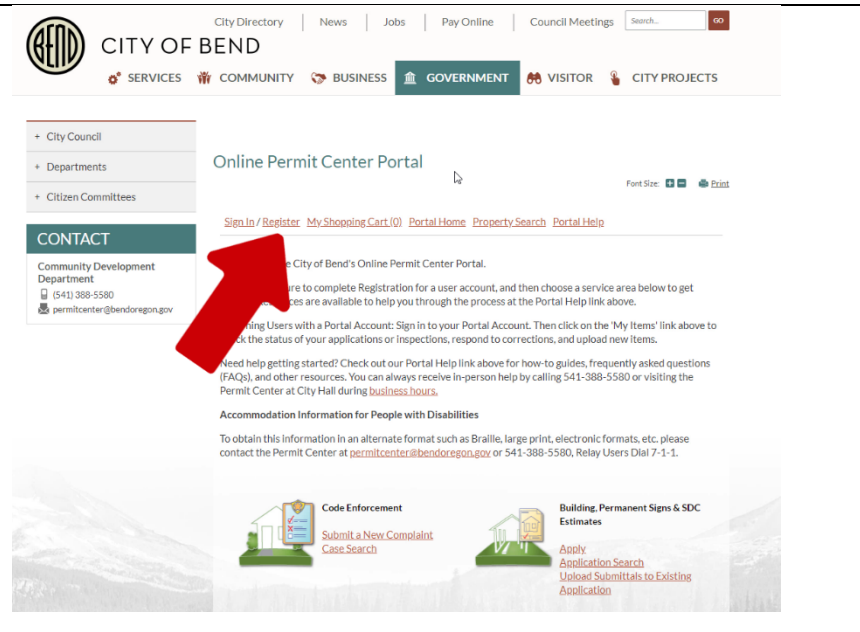 City Directory News Jobs Pay Online Council Meetings Search... GO
BEND
CITY OF BEND
SERVICES COMMUNITY BUSINESS GOVERNMENT VISITOR CITY PROJECTS
+ City Council
+ Departments
+ Citizen Committees
Online Permit Center Portal
Font Size: + - Print
Sign In / Register My Shopping Cart (0) Portal Home Property Search Portal Help
CONTACT
Community Development
Department
(541) 388-5580
permitcenter@bendoregon.gov
City of Bend's Online Permit Center Portal.
to complete Registration for a user account, and then choose a service area below to get
are available to help you through the process at the Portal Help link
above.
Users with a Portal Account: Sign in to your Portal Account. Then click on the 'My Items' link above to
the status of your applications or inspections, respond to corrections, and upload new items.
Need help getting started? Check out our Portal Help link above for how-to guides, frequently asked questions
(FAQs), and other resources. You can always receive in-person help by calling 541-388-5580 or visiting the
Permit Center at City Hall during business hours.
Accommodation Information for People with Disabilities
To obtain this information in an alternate format such as Braille, large print, electronic formats, etc. please
contact the Permit Center at permitcenter@bendoregon.gov or 541-388-5580, Relay Users Dial 7-1-1.
Code Enforcement
Submit a New Complaint
Case Search
Building, Permanent Signs & SDC
Estimates
Apply
Application Search
Upload Submittals to Existing
Application